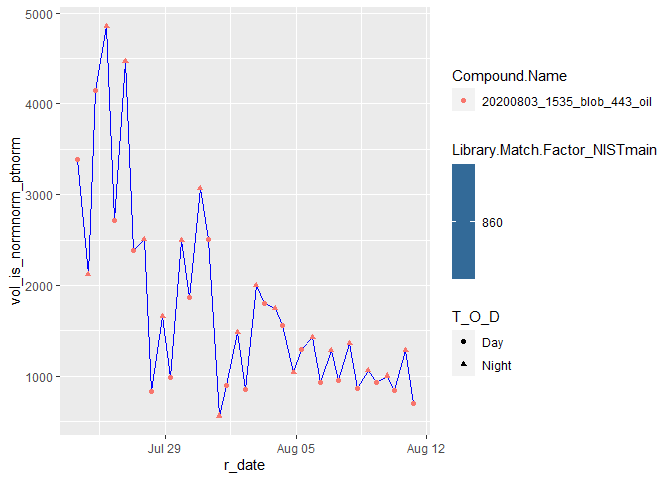 5000
4000
3000
2000
1000
vol_is_normnorm_ptnorm
Jul 29
Aug 05
Aug 12
r_date
Compound.Name
20200803_1535_blob_443_oil
Library.Match.Factor_NISTmain
860
T_O_D
Day
Night